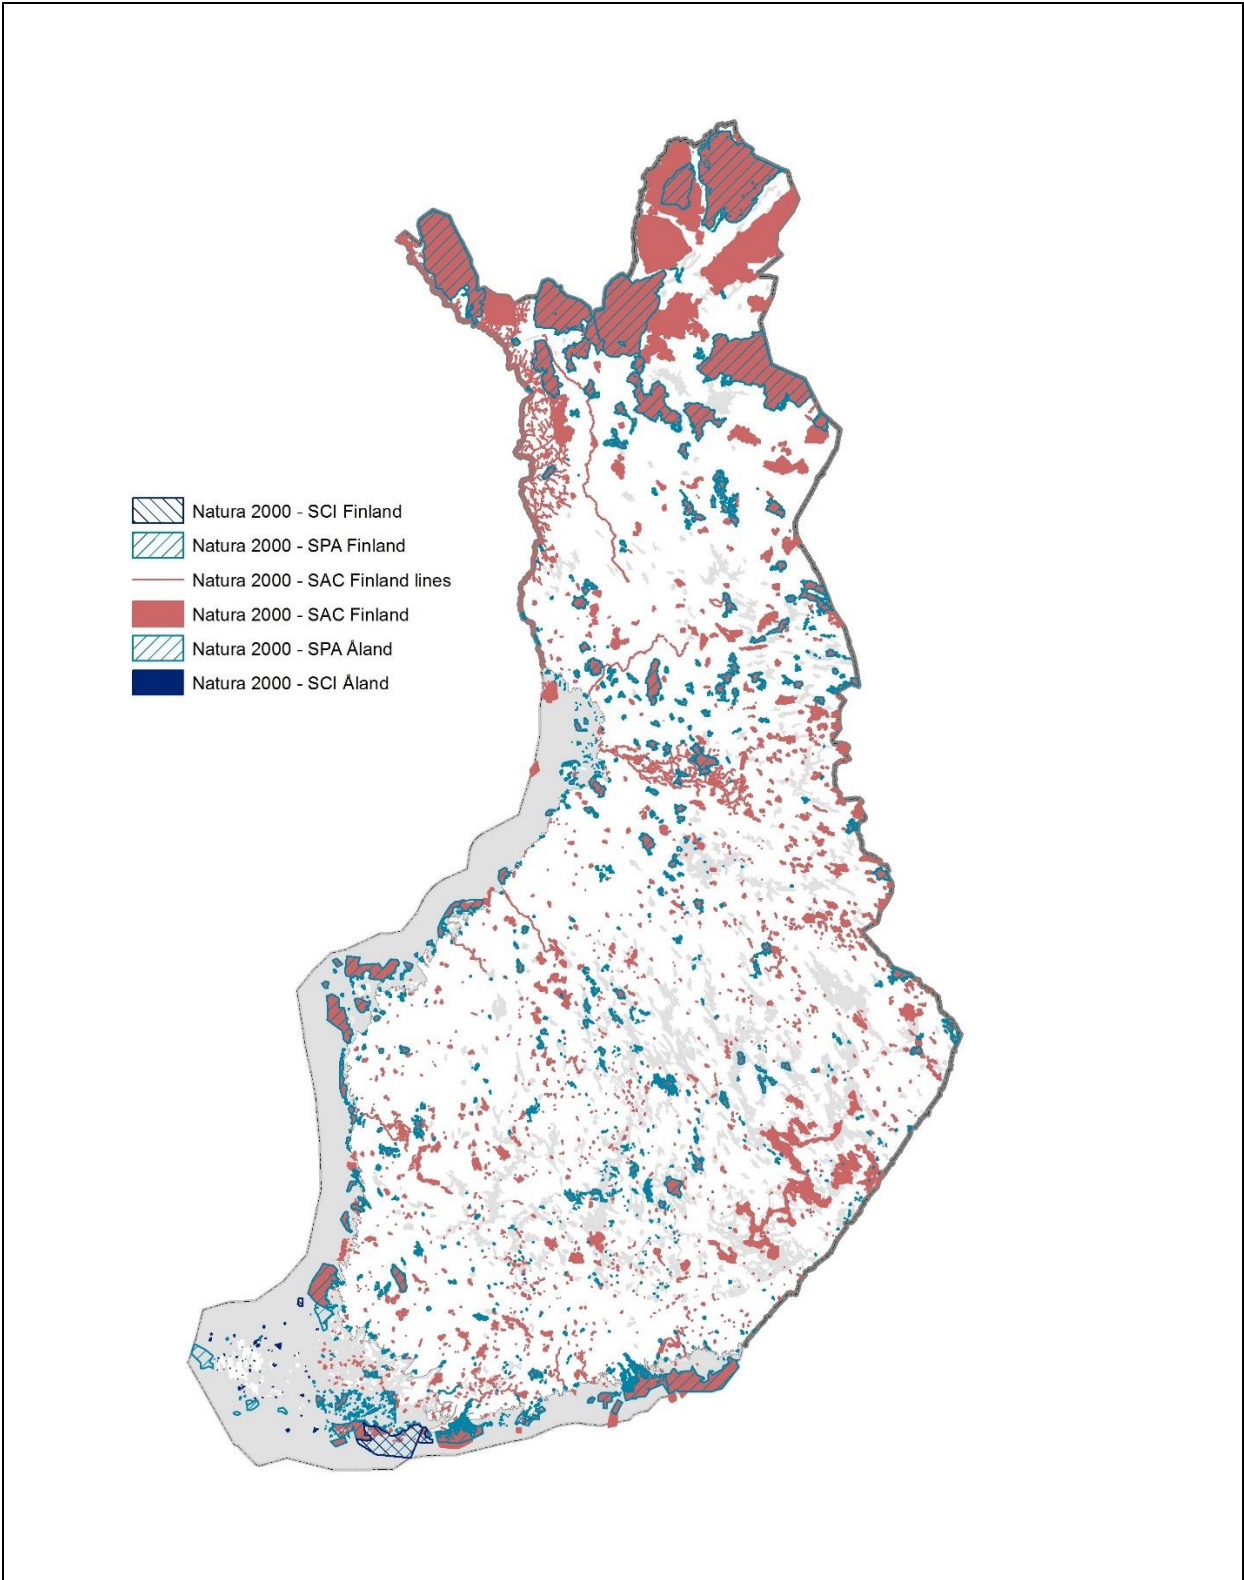 Natura 2000 - SCI Finland
Natura 2000 - SPA Finland
Natura 2000 - SAC Finland lines
Natura 2000 - SAC Finland
Natura 2000 - SPA Åland
Natura 2000 - SCI Åland